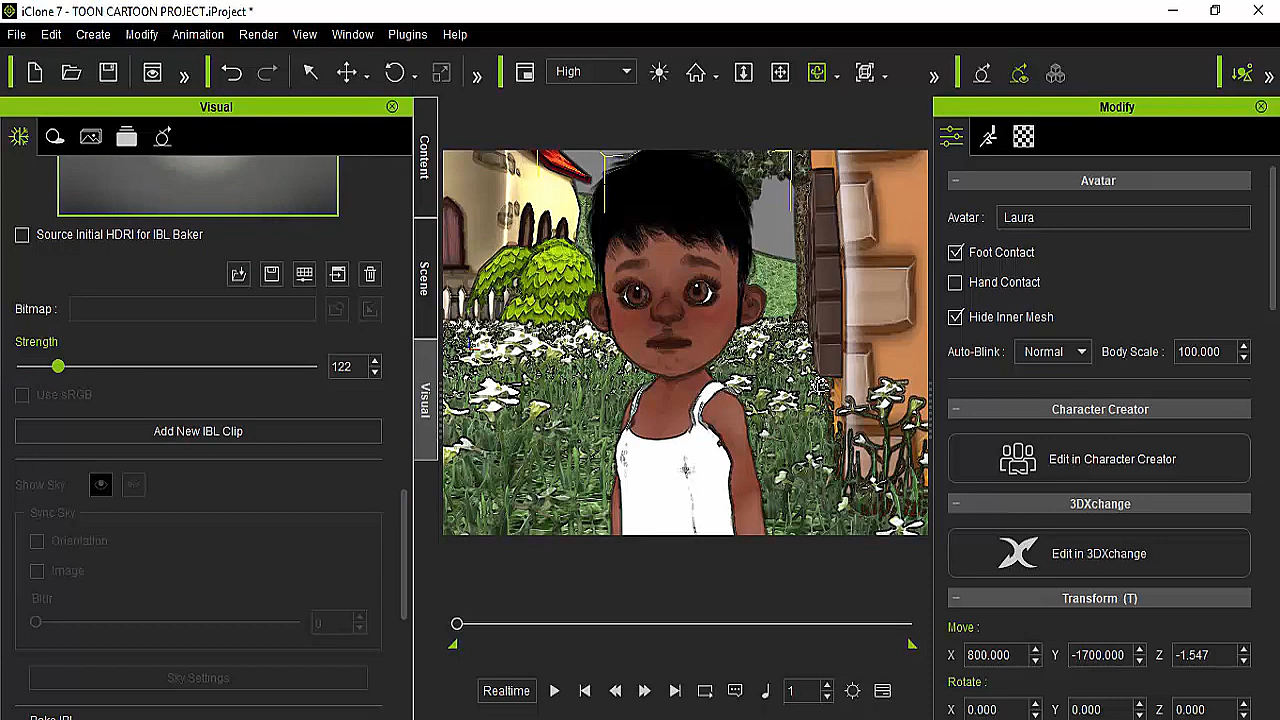 iClone 7 - TOON CARTOON PROJECT.iProject *
File Edit Create Modify Animation Render View Window Plugins Help
High
Visual
Source Initial HDRI for IBL Baker
Bitmap :
Strength
122
Use sRGB
Add New IBL Clip
Show Sky
Sync Sky
Orientation
Image
Blur
0
Sky Settings
Bake IBL
Content
Scene
Visual
Realtime
1
Modify
Avatar
Avatar : Laura
Foot Contact
Hand Contact
Hide Inner Mesh
Auto-Blink : Normal Body Scale : 100.000
Character Creator
Edit in Character Creator
3DXchange
Edit in 3DXchange
Transform (T)
Move :
X 800.000 Y -1700.000 Z -1.547
Rotate :
X 0.000 Y 0.000 Z 0.000